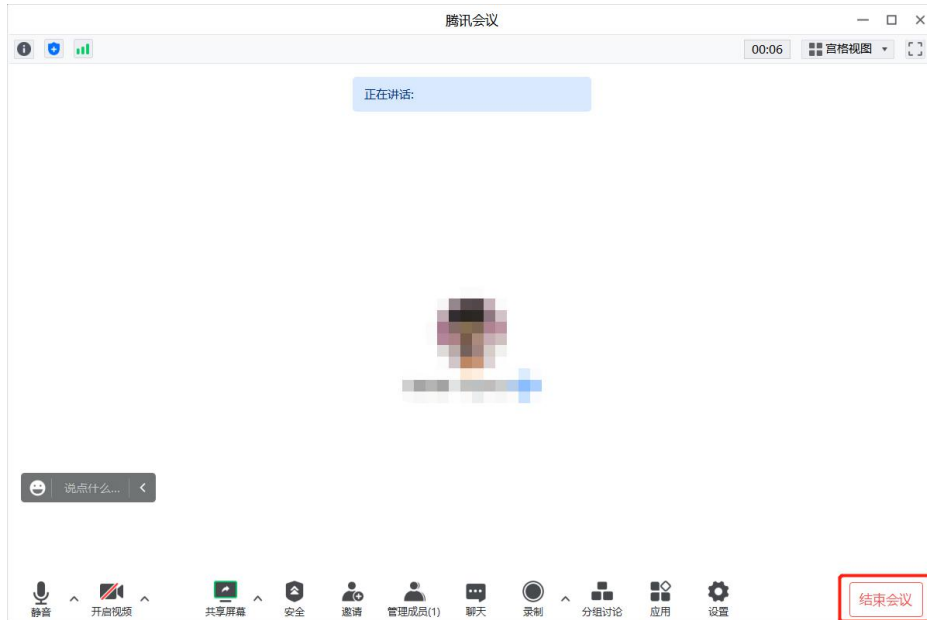 腾讯会议
00:06 宫格视图
正在讲话:
说点什么...
静音 开启视频 共享屏幕 安全 邀请 管理成员(1) 聊天 录制 分组讨论 应用 设置 结束会议